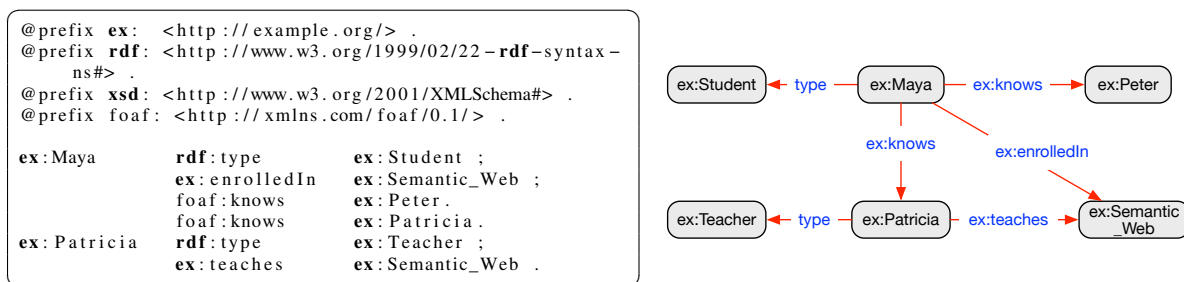 @prefix ex: <http://example.org/> .
@prefix rdf: <http://www.w3.org/1999/02/22-rdf-syntax-
ns#> .
@prefix xsd: <http://www.w3.org/2001/XMLSchema#> .
@prefix foaf: <http://xmlns.com/foaf/0.1/> .
ex:Maya rdf:type ex:Student ;
ex:enrolledIn ex:Semantic_Web ;
foaf:knows ex:Peter.
foaf:knows ex:Patricia.
ex:Patricia rdf:type ex:Teacher ;
ex:teaches ex:Semantic_Web .
ex:Student type ex:Maya ex:knows ex:Peter
ex:knows
ex:enrolledIn
ex:Teacher type ex:Patricia ex:teaches ex:Semantic
_Web